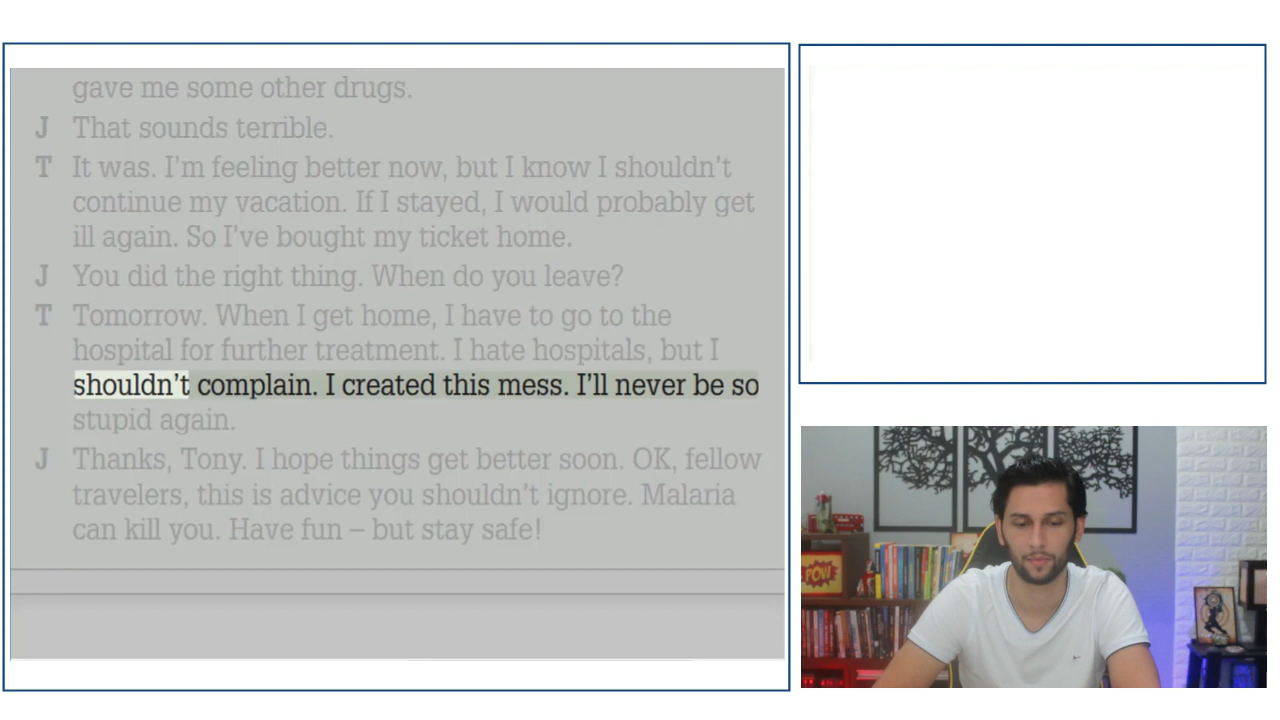 gave me some other drugs.
J That sounds terrible.
T It was. I'm feeling better now, but I know I shouldn't
continue my vacation. If I stayed, I would probably get
ill again. So I've bought my ticket home.
J You did the right thing. When do you leave?
T Tomorrow. When I get home, I have to go to the
hospital for further treatment. I hate hospitals, but I
shouldn't complain. I created this mess. I'll never be so
stupid again.
J Thanks, Tony. I hope things get better soon. OK, fellow
travelers, this is advice you shouldn't ignore. Malaria
can kill you. Have fun – but stay safe!
POW